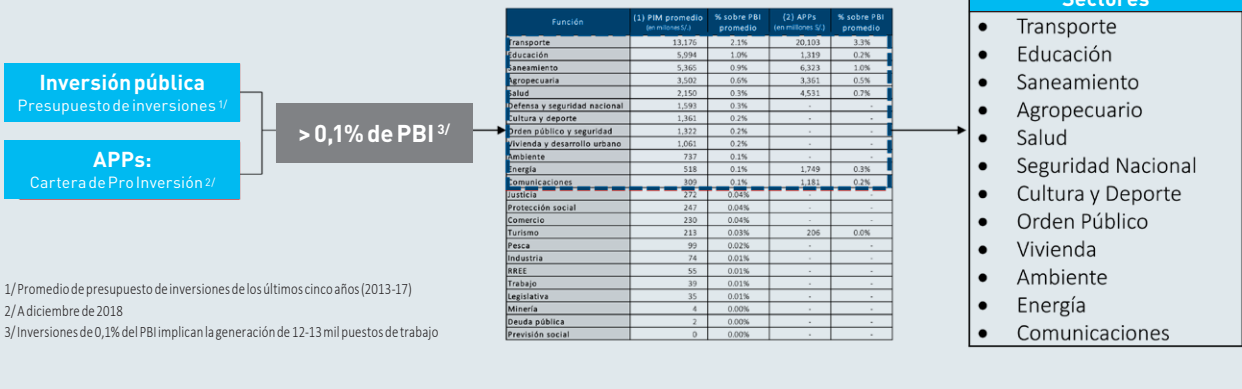 Inversión pública
Presupuesto de inversiones 1/
APPs:
Cartera de Pro Inversión 2/
> 0,1% de PBI 3/
Función (1) PIM promedio (en millones S/.) % sobre PBI promedio (2) APPs (en millones S/.) % sobre PBI promedio
Transporte 13,176 2.1% 20,103 3.3%
Educación 5,994 1.0% 1,319 0.2%
Saneamiento 5,365 0.9% 6,323 1.0%
Agropecuaria 3,502 0.6% 3,361 0.5%
Salud 2,150 0.3% 4,531 0.7%
Defensa y seguridad nacional 1,593 0.3% - -
Cultura y deporte 1,361 0.2% - -
Orden público y seguridad 1,322 0.2% - -
Vivienda y desarrollo urbano 1,061 0.2% - -
Ambiente 737 0.1% - -
Energía 518 0.1% 1,749 0.3%
Comunicaciones 309 0.1% 1,181 0.2%
Justicia 272 0.04% - -
Protección social 247 0.04% - -
Comercio 230 0.04% - -
Turismo 213 0.03% 206 0.0%
Pesca 99 0.02% - -
Industria 74 0.01% - -
RREE 55 0.01% - -
Trabajo 39 0.01% - -
Legislativa 35 0.01% - -
Minería 4 0.00% - -
Deuda pública 2 0.00% - -
Previsión social 0 0.00% - -
Sectores
• Transporte
• Educación
• Saneamiento
• Agropecuario
• Salud
• Seguridad Nacional
• Cultura y Deporte
• Orden Público
• Vivienda
• Ambiente
• Energía
• Comunicaciones
1/ Promedio de presupuesto de inversiones de los últimos cinco años (2013-17)
2/ A diciembre de 2018
3/ Inversiones de 0,1% del PBI implican la generación de 12-13 mil puestos de trabajo